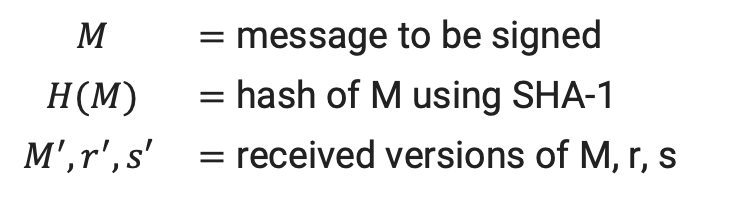 M = message to be signed
H(M) = hash of M using SHA-1
M′, r′, s′ = received versions of M, r, s